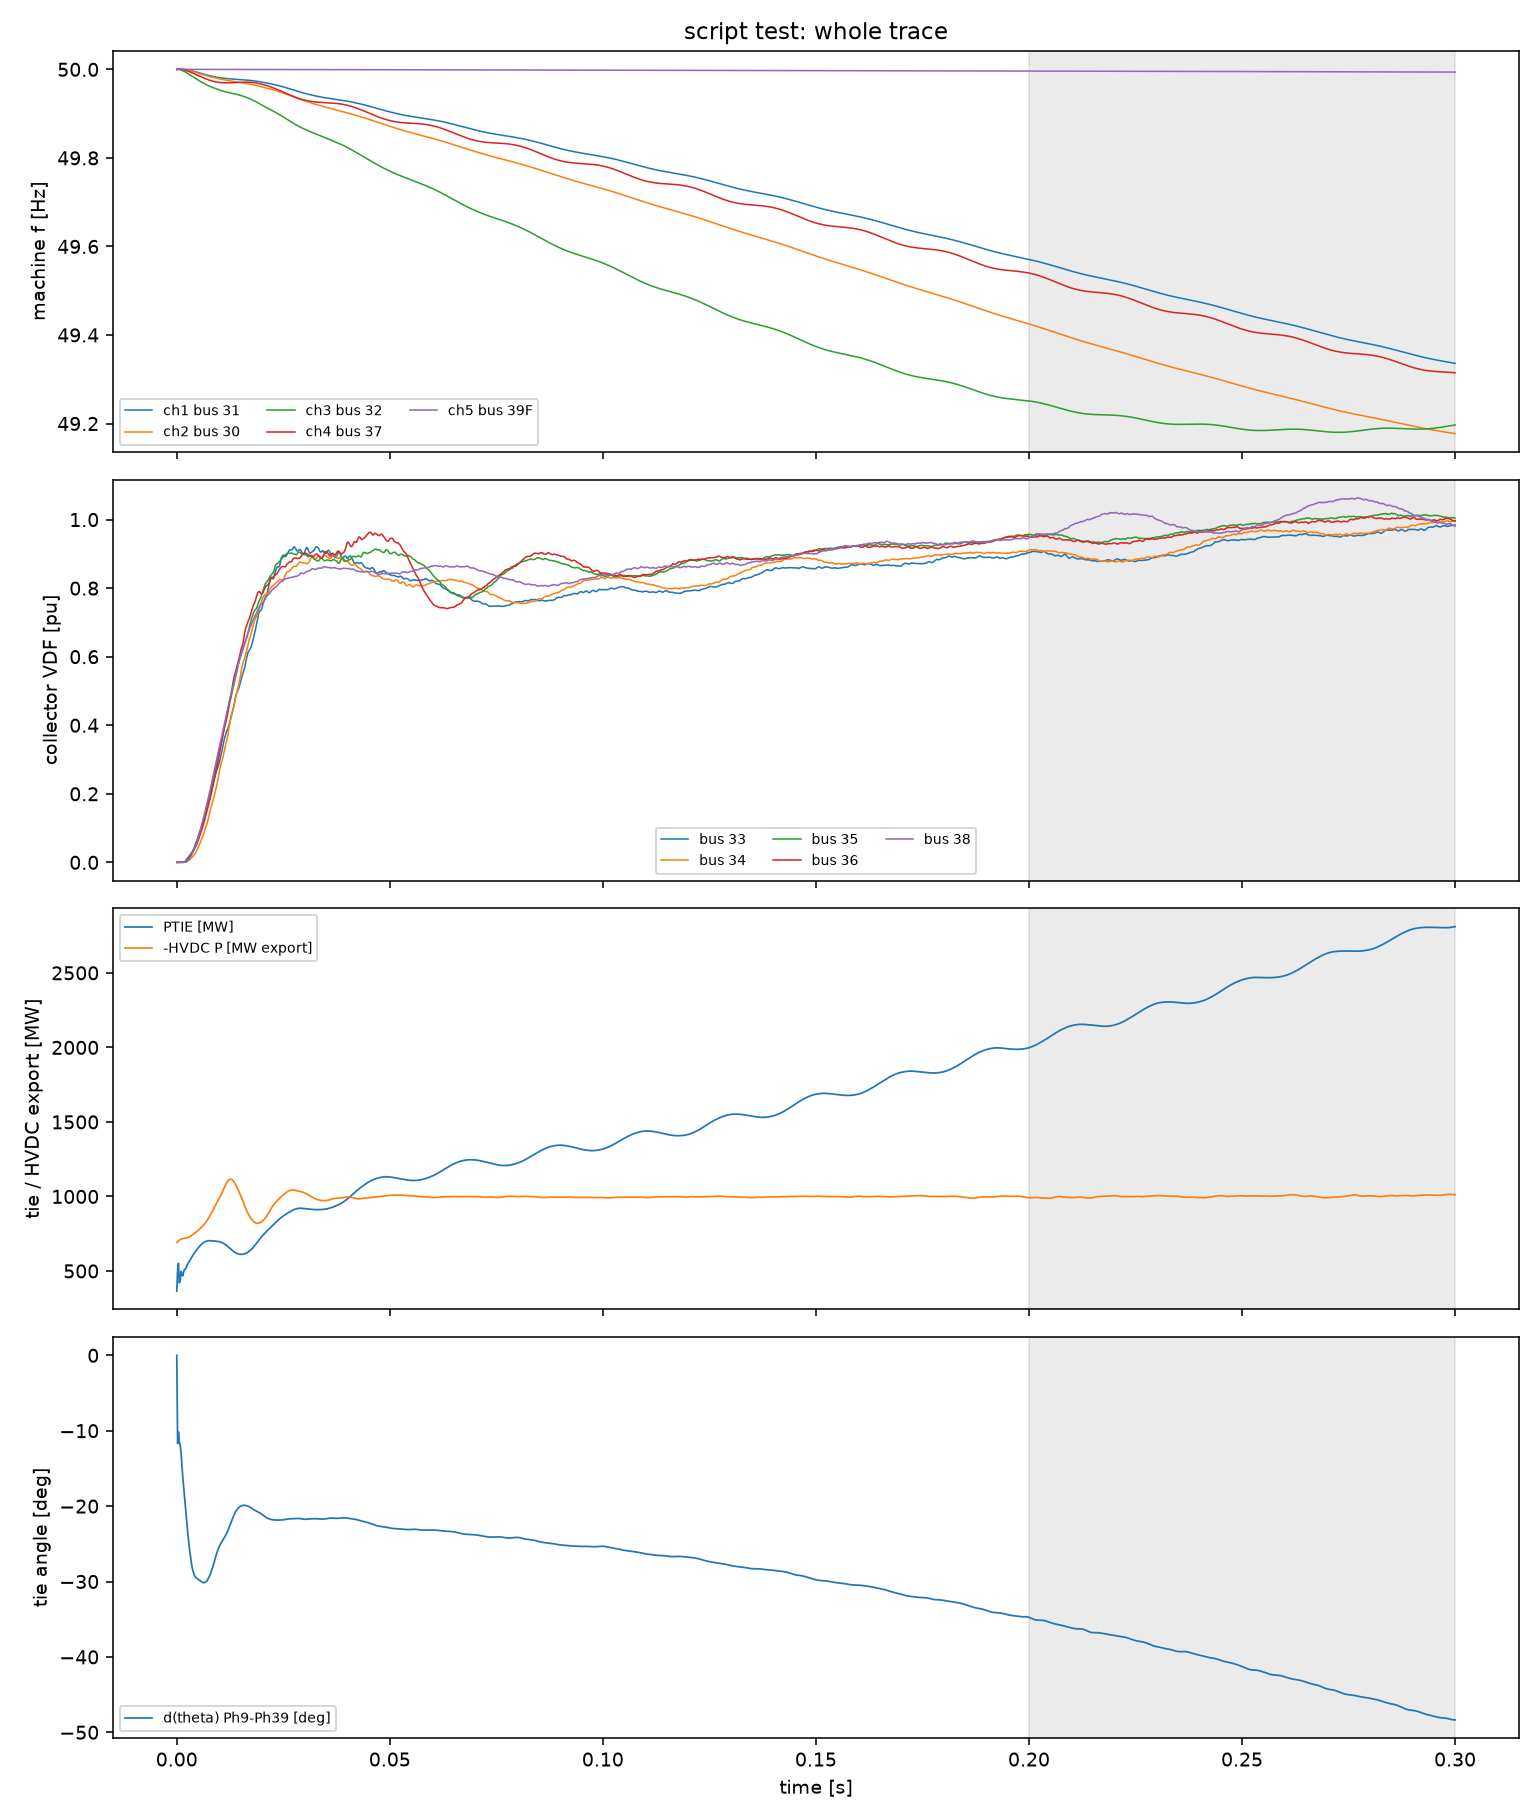 script test: whole trace
machine f [Hz]
50.0
49.8
49.6
49.4
49.2
ch1 bus 31
ch2 bus 30
ch3 bus 32
ch4 bus 37
ch5 bus 39F
collector VDF [pu]
1.0
0.8
0.6
0.4
0.2
0.0
bus 33
bus 34
bus 35
bus 36
bus 38
tie / HVDC export [MW]
2500
2000
1500
1000
500
PTIE [MW]
-HVDC P [MW export]
tie angle [deg]
0
−10
−20
−30
−40
−50
d(theta) Ph9-Ph39 [deg]
0.00 0.05 0.10 0.15 0.20 0.25 0.30
time [s]